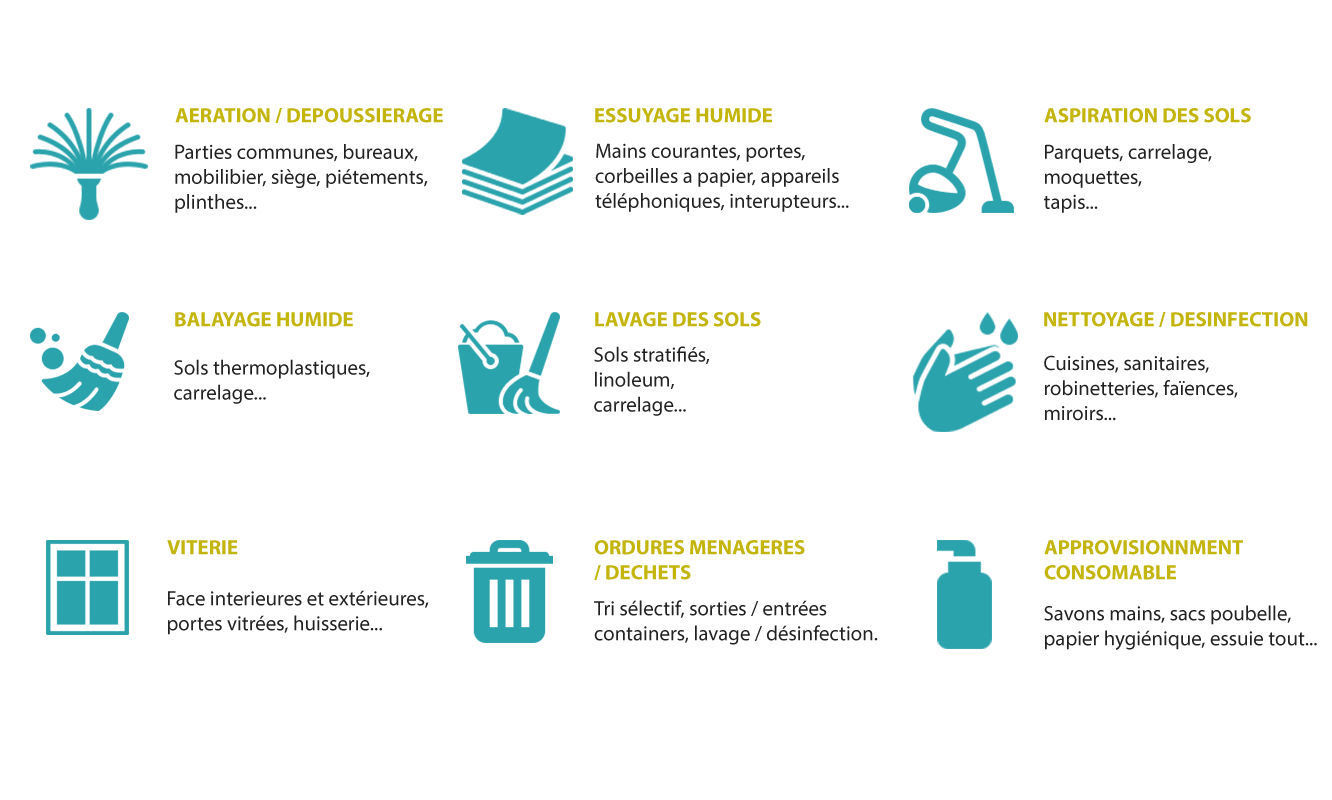 AERATION / DEPOUSSIERAGE
Parties communes, bureaux,
mobilibier, siège, piétements,
plinthes...
ESSUYAGE HUMIDE
Mains courantes, portes,
corbeilles a papier, appareils
téléphoniques, interupteurs...
ASPIRATION DES SOLS
Parquets, carrelage,
moquettes,
tapis...
BALAYAGE HUMIDE
Sols thermoplastiques,
carrelage...
LAVAGE DES SOLS
Sols stratifiés,
linoleum,
carrelage...
NETTOYAGE / DESINFECTION
Cuisines, sanitaires,
robinetteries, faïences,
miroirs...
VITERIE
Face interieures et extérieures,
portes vitrées, huisserie...
ORDURES MENAGERES
/ DECHETS
Tri sélectif, sorties / entrées
containers, lavage / désinfection.
APPROVISIONNMENT
CONSOMABLE
Savons mains, sacs poubelle,
papier hygiénique, essuie tout...